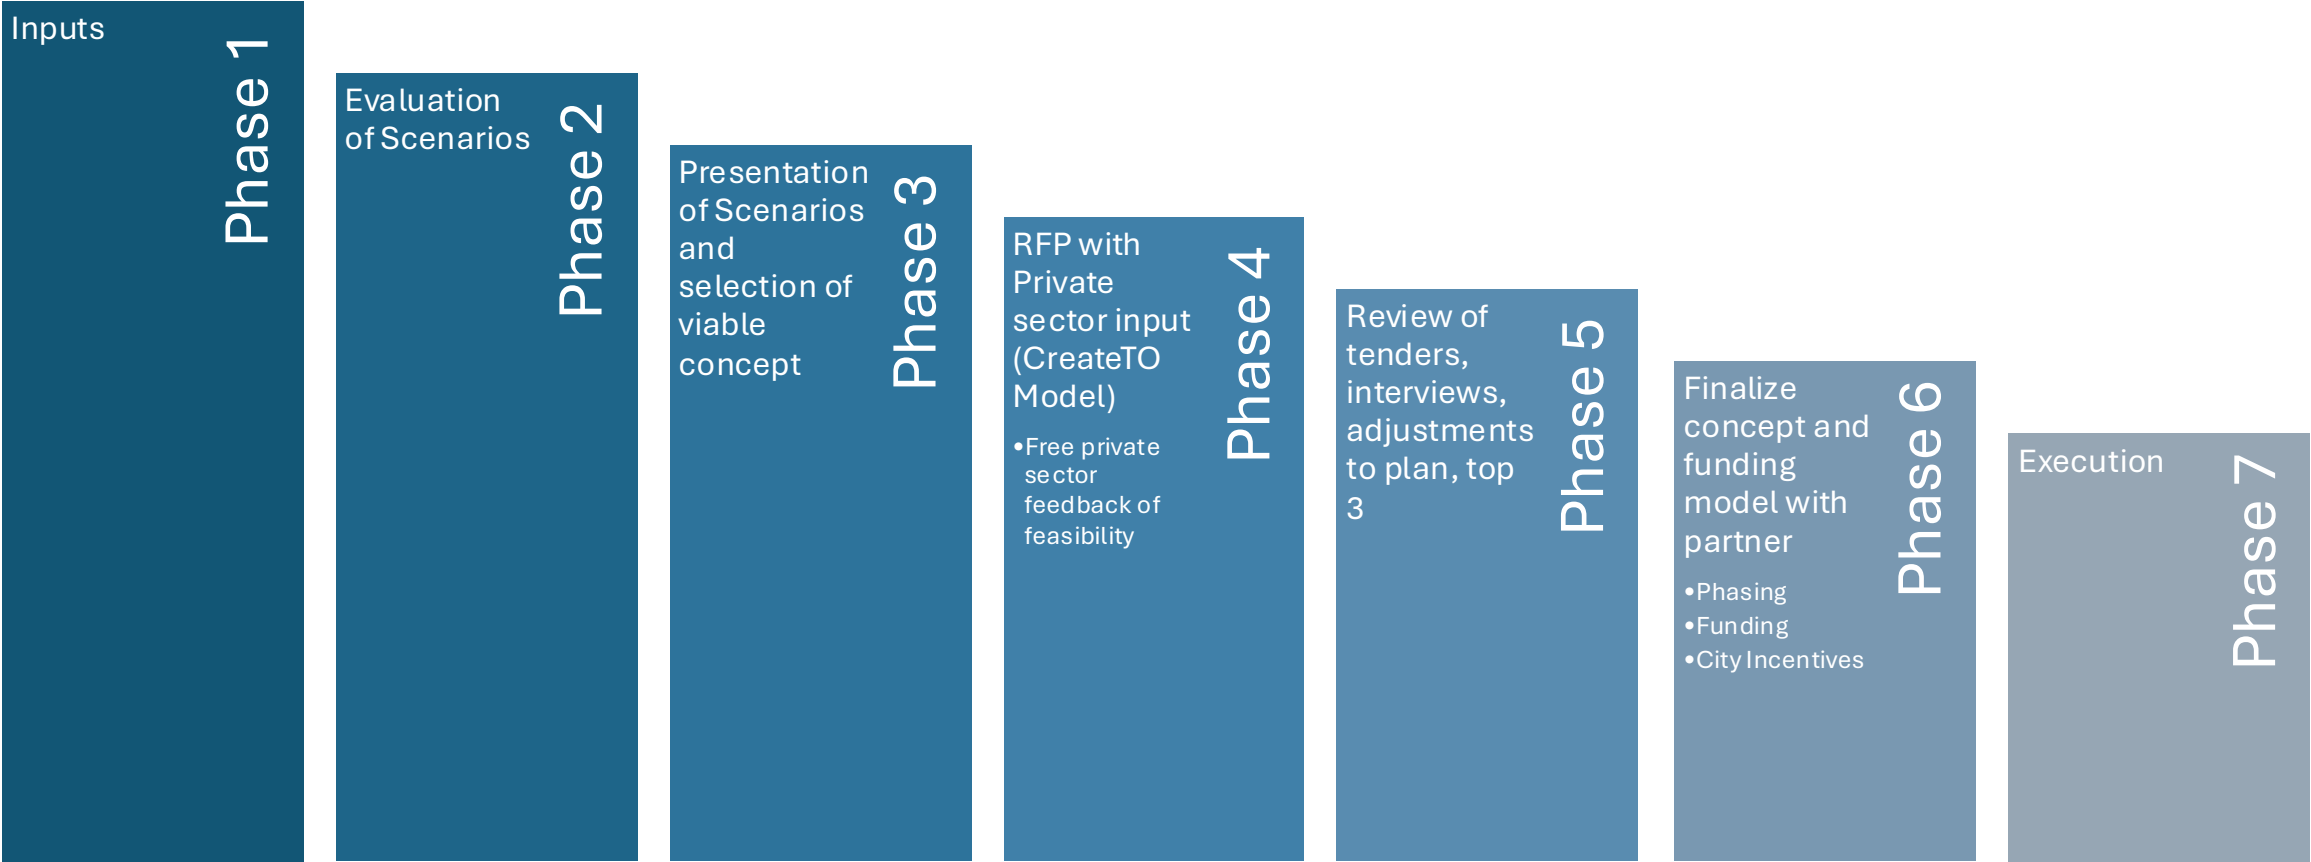 Inputs
Phase 1
Evaluation
of Scenarios
Phase 2
Presentation
of Scenarios
and
selection of
viable
concept
Phase 3
RFP with
Private
sector input
(CreateTO
Model)
•Free private
sector
feedback of
feasibility
Phase 4
Review of
tenders,
interviews,
adjustments
to plan, top
3
Phase 5
Finalize
concept and
funding
model with
partner
•Phasing
•Funding
•City Incentives
Phase 6
Execution
Phase 7